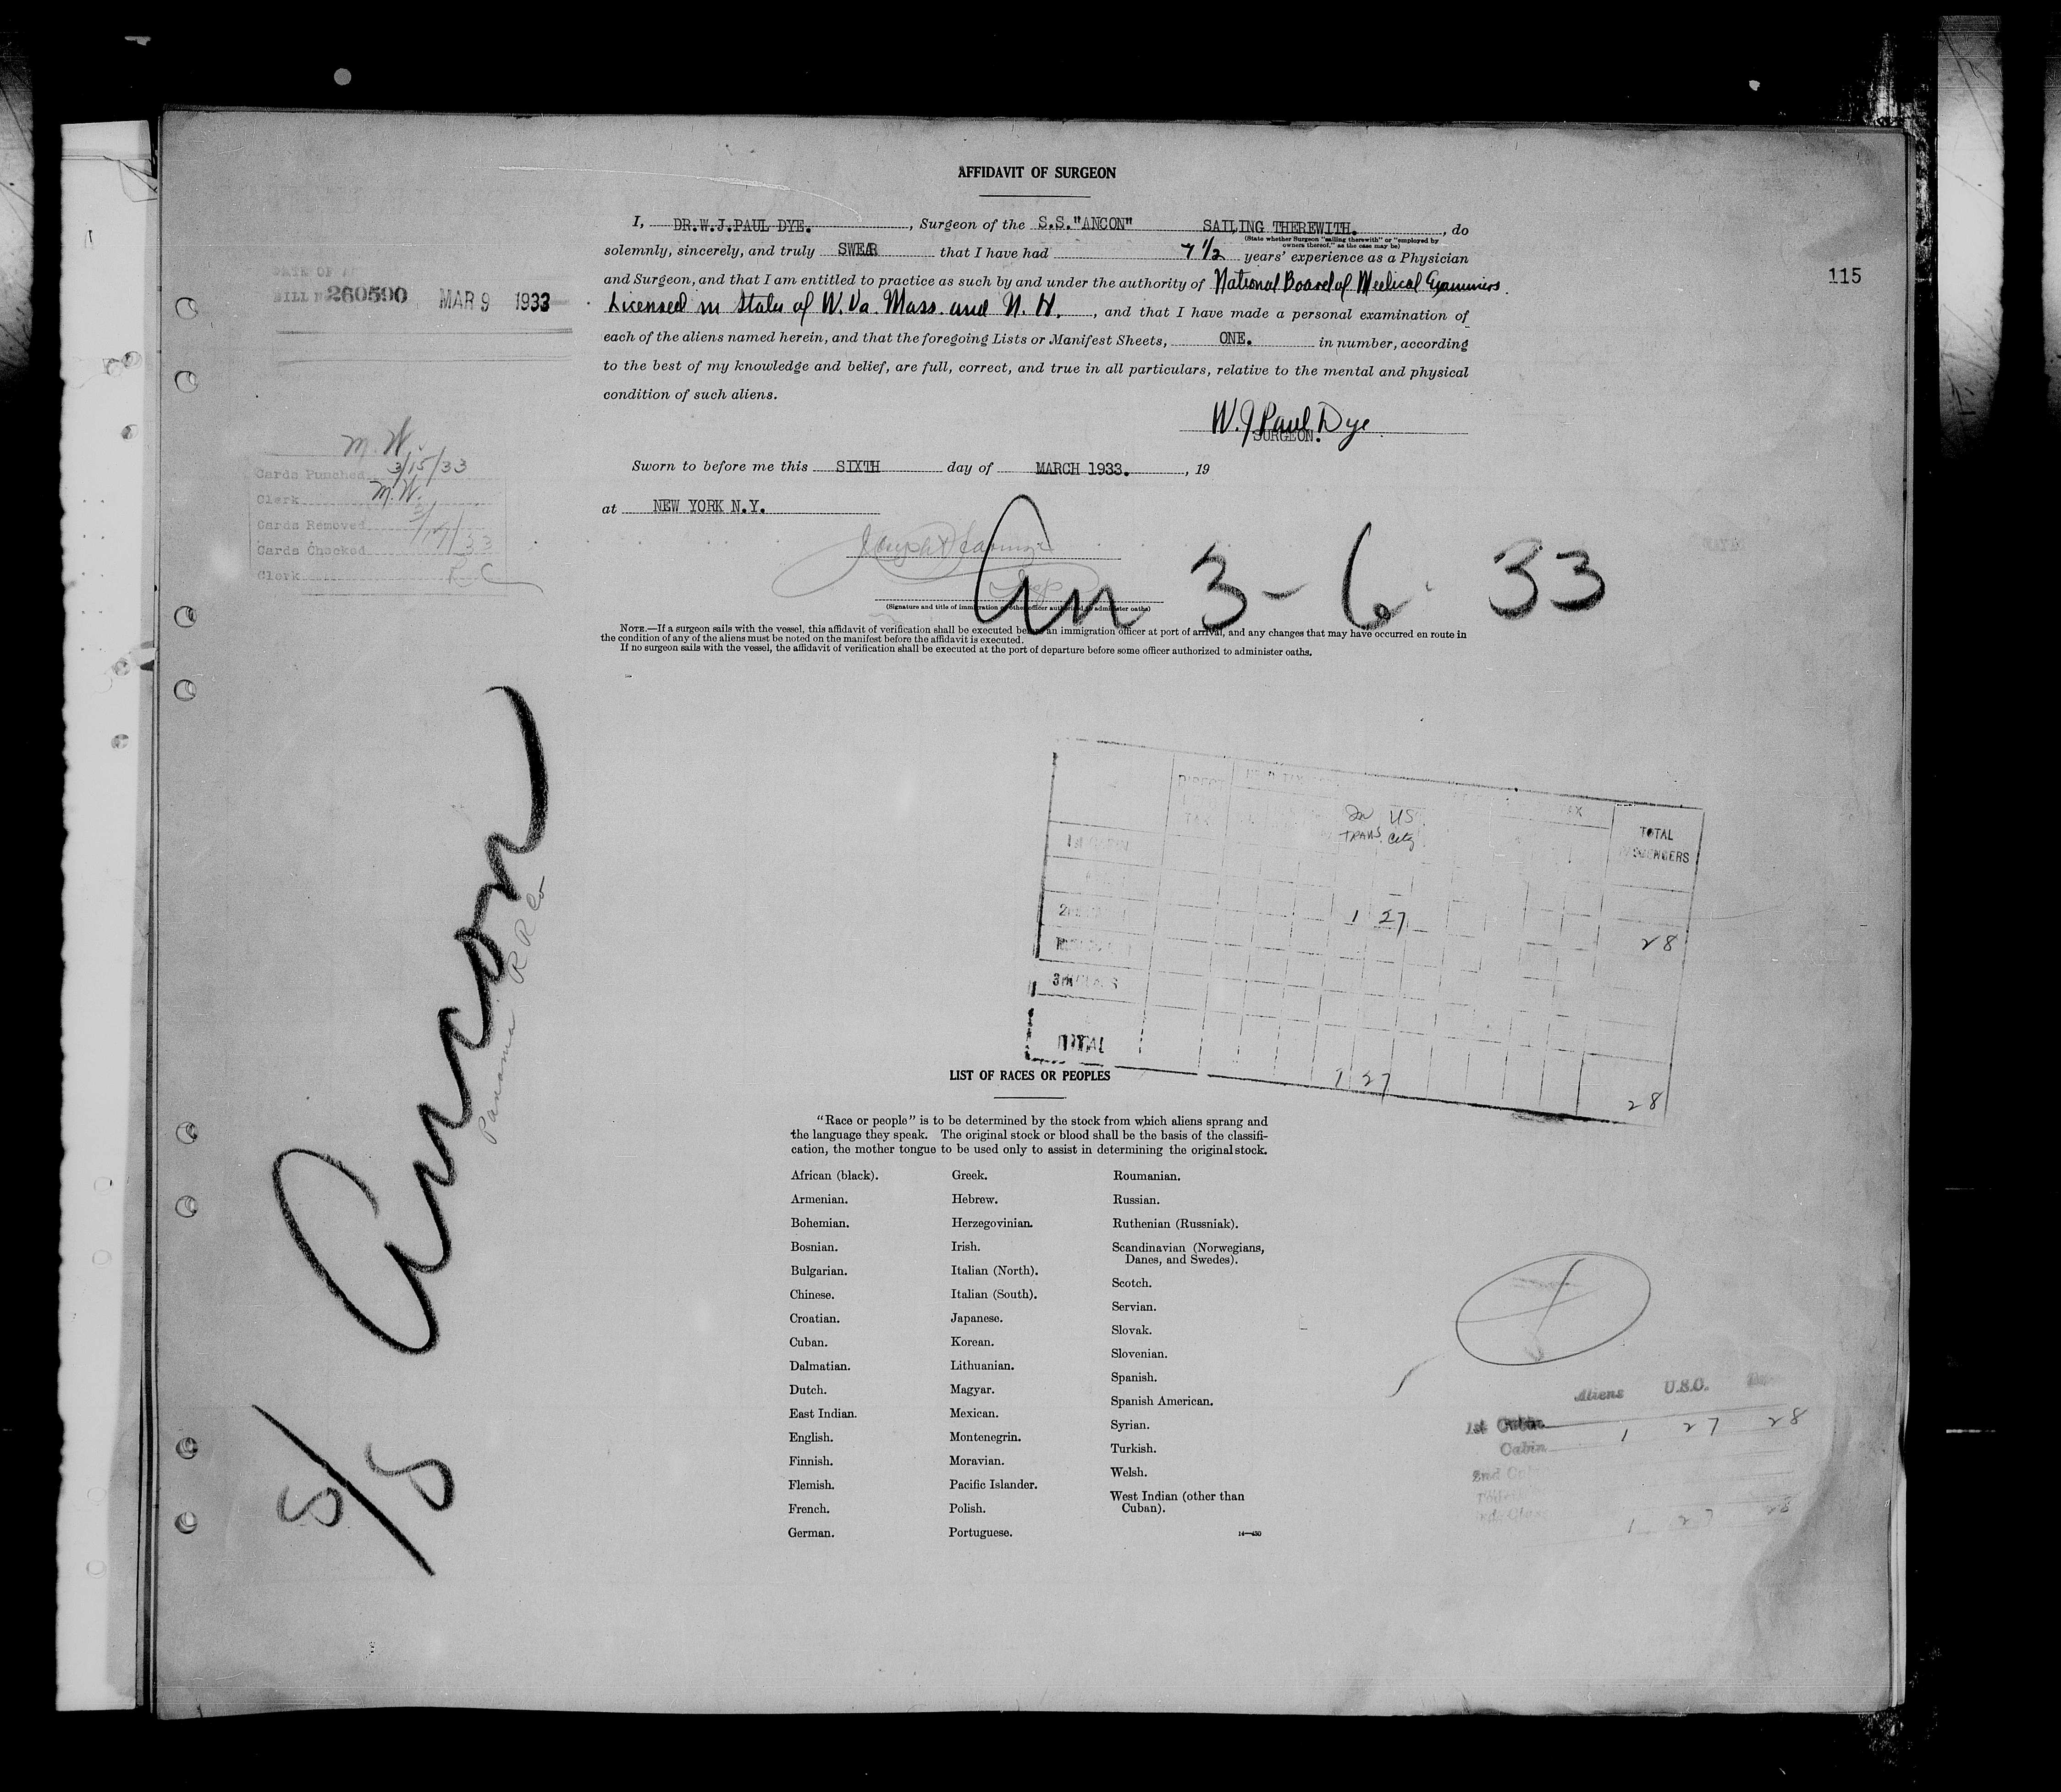 AFFIDAVIT OF SURGEON
I, DR.W.J.PAUL DYE. , Surgeon of the S.S."ANCON" SAILING THEREWITH. , do
(State whether Surgeon "sailing therewith" or "employed by
owners thereof," as the case may be)
solemnly, sincerely, and truly SWEAR that I have had 7 1/2 years' experience as a Physician
and Surgeon, and that I am entitled to practice as such by and under the authority of National Board of Medical Examiners.
Licensed in States of W. Va. Mass. and N. H. , and that I have made a personal examination of
each of the aliens named herein, and that the foregoing Lists or Manifest Sheets, ONE. in number, according
to the best of my knowledge and belief, are full, correct, and true in all particulars, relative to the mental and physical
condition of such aliens.
W. J Paul Dye
SURGEON.
Sworn to before me this SIXTH day of MARCH 1933. , 19
at NEW YORK N.Y.
(Signature and title of immigration or other officer authorized to administer oaths)
An 3-6-33
NOTE.—If a surgeon sails with the vessel, this affidavit of verification shall be executed before an immigration officer at port of arrival, and any changes that may have occurred en route in
the condition of any of the aliens must be noted on the manifest before the affidavit is executed.
If no surgeon sails with the vessel, the affidavit of verification shall be executed at the port of departure before some officer authorized to administer oaths.
115
DATE OF
BILL 260590 MAR 9 1933
M. W.
Cards Punched 3/15/33
Clerk M. W.
Cards Removed
Cards Checked
Clerk
S/S Ancon
Panama R R Co
In US
Trans City
TOTAL
PASSENGERS
1st CABIN
1 27 28
TOTAL
1 27 28
LIST OF RACES OR PEOPLES
"Race or people" is to be determined by the stock from which aliens sprang and
the language they speak. The original stock or blood shall be the basis of the classifi-
cation, the mother tongue to be used only to assist in determining the original stock.
African (black).
Armenian.
Bohemian.
Bosnian.
Bulgarian.
Chinese.
Croatian.
Cuban.
Dalmatian.
Dutch.
East Indian.
English.
Finnish.
Flemish.
French.
German.
Greek.
Hebrew.
Herzegovinian.
Irish.
Italian (North).
Italian (South).
Japanese.
Korean.
Lithuanian.
Magyar.
Mexican.
Montenegrin.
Moravian.
Pacific Islander.
Polish.
Portuguese.
Roumanian.
Russian.
Ruthenian (Russniak).
Scandinavian (Norwegians,
Danes, and Swedes).
Scotch.
Servian.
Slovak.
Slovenian.
Spanish.
Spanish American.
Syrian.
Turkish.
Welsh.
West Indian (other than
Cuban).
14—430
Aliens U.S.C.
1st Cabin 1 27 28
Cabin
2nd
1 27 28